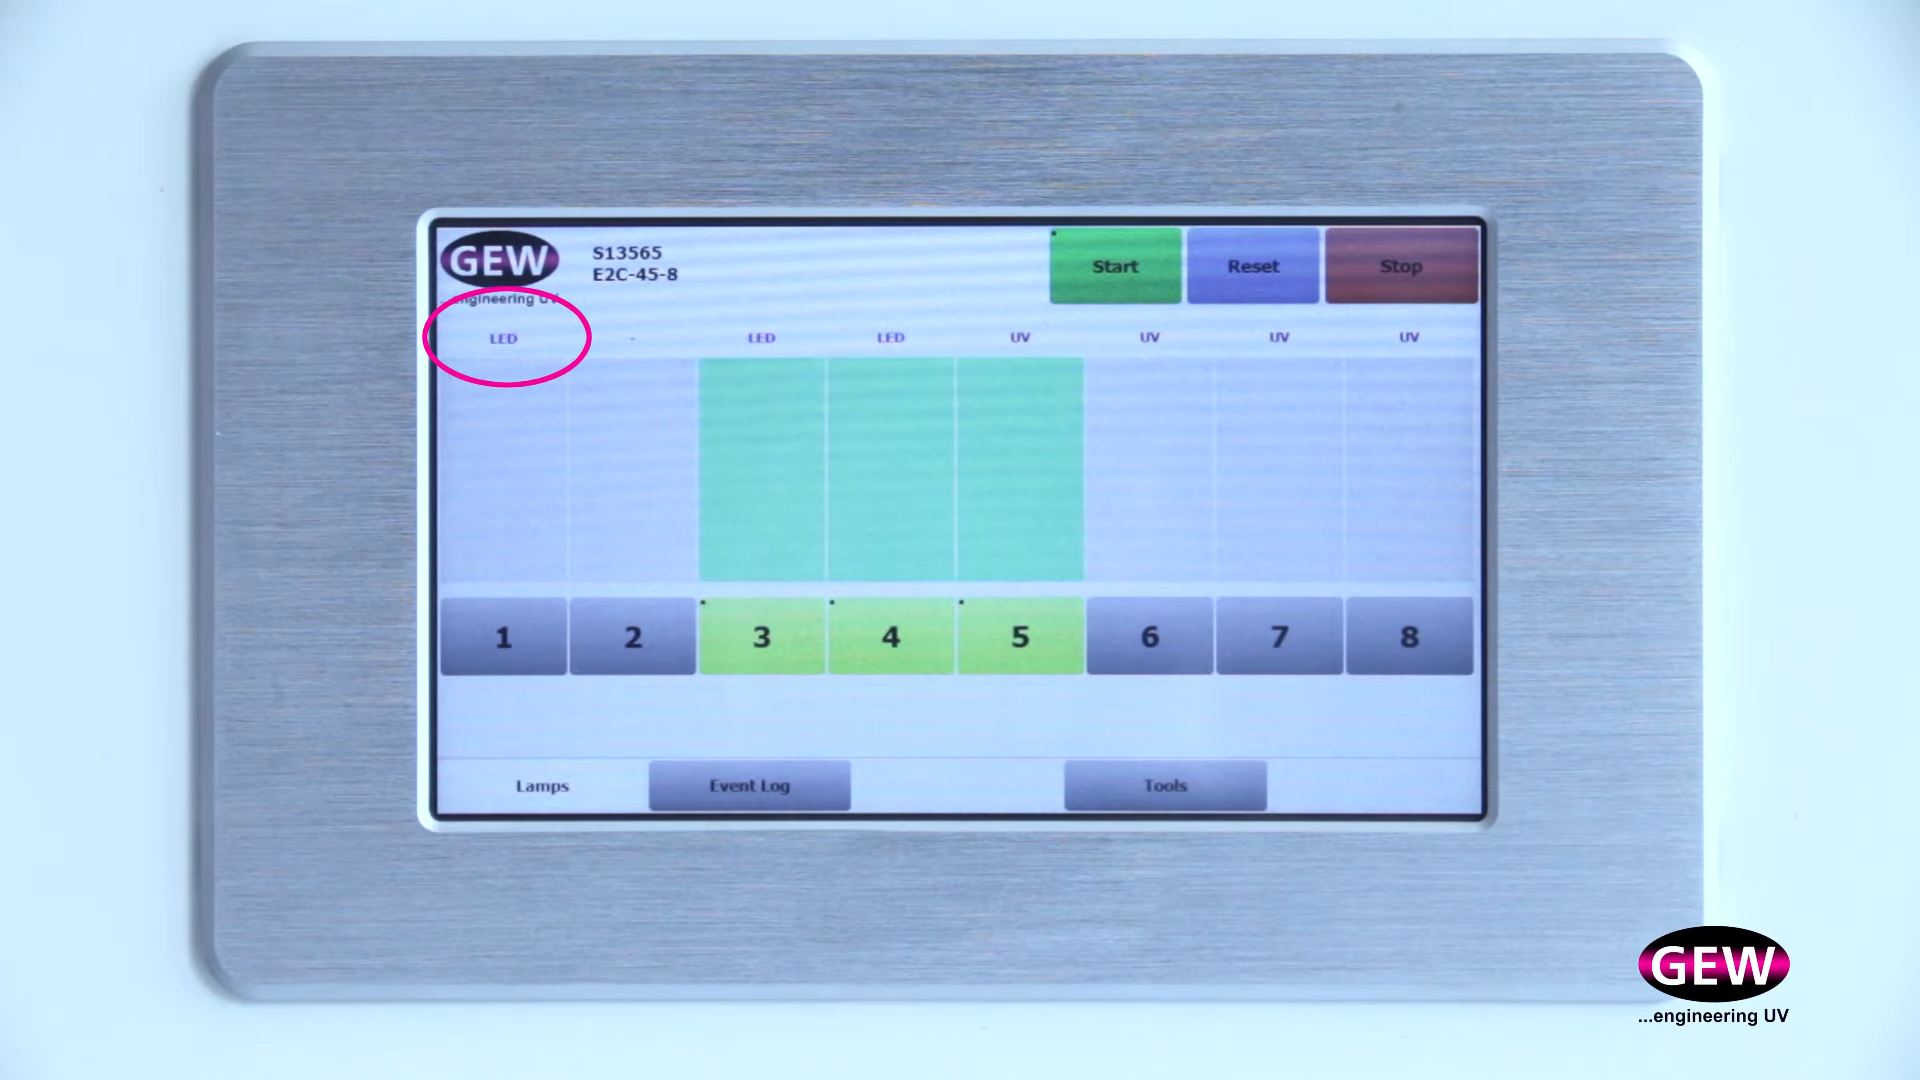 GEW
...engineering UV
S13565
E2C-45-8
Start Reset Stop
LED - LED LED UV UV UV UV
1 2 3 4 5 6 7 8
Lamps Event Log Tools
GEW
...engineering UV